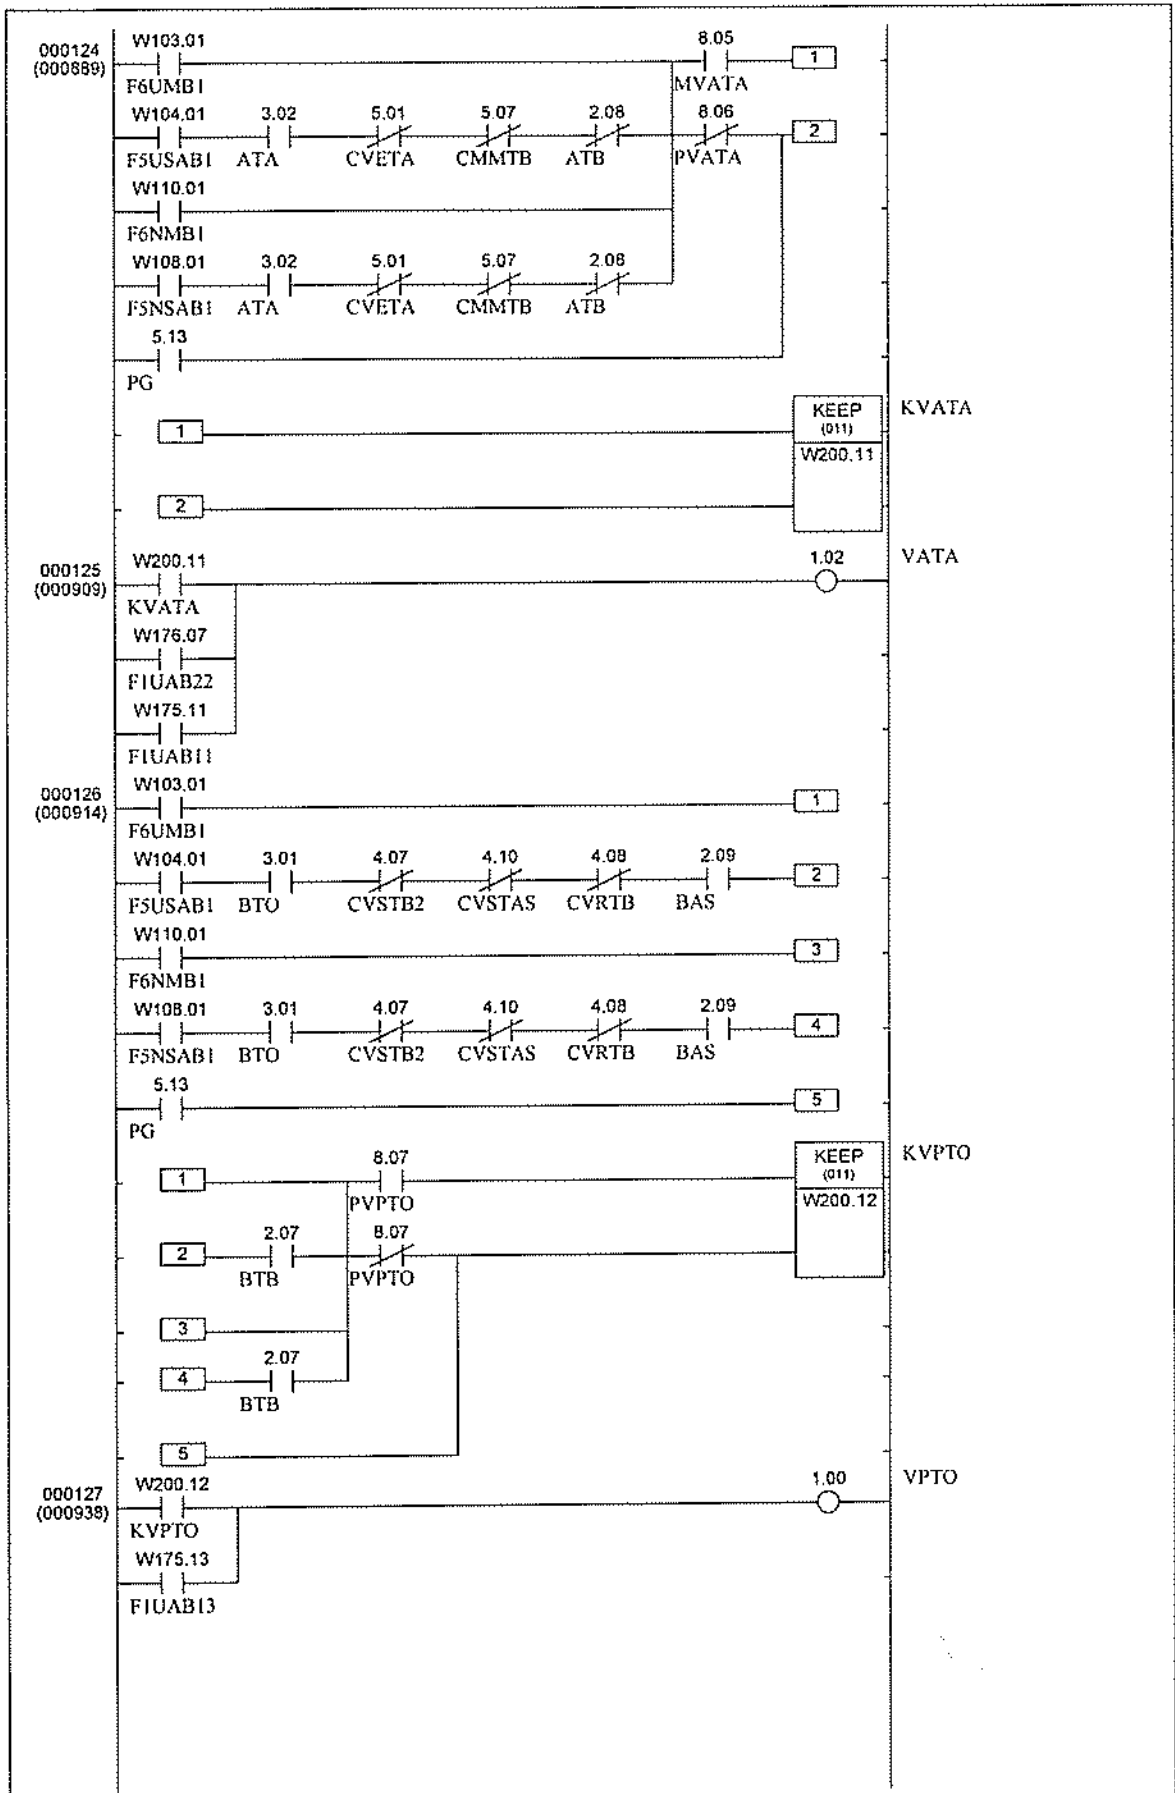 000124
(000889)
W103.01
8.05
1
F6UMB1
MVATA
W104.01 3.02 5.01 5.07 2.08 8.06
2
F5USAB1 ATA CVETA CMMTB ATB PVATA
W110.01
F6NMB1
W108.01 3.02 5.01 5.07 2.08
F5NSAB1 ATA CVETA CMMTB ATB
5.13
PG
1
KEEP
(011)
W200.11
KVATA
2
000125
(000909)
W200.11
1.02
VATA
KVATA
W176.07
F1UAB22
W175.11
F1UAB11
000126
(000914)
W103.01
1
F6UMB1
W104.01 3.01 4.07 4.10 4.08 2.09
2
F5USAB1 BTO CVSTB2 CVSTAS CVRTB BAS
W110.01
3
F6NMB1
W108.01 3.01 4.07 4.10 4.08 2.09
4
F5NSAB1 BTO CVSTB2 CVSTAS CVRTB BAS
5.13
5
PG
1
8.07
PVPTO
KEEP
(011)
W200.12
KVPTO
2
2.07 8.07
BTB PVPTO
3
2.07
4
BTB
5
000127
(000938)
W200.12
1.00
VPTO
KVPTO
W175.13
F1UAB13